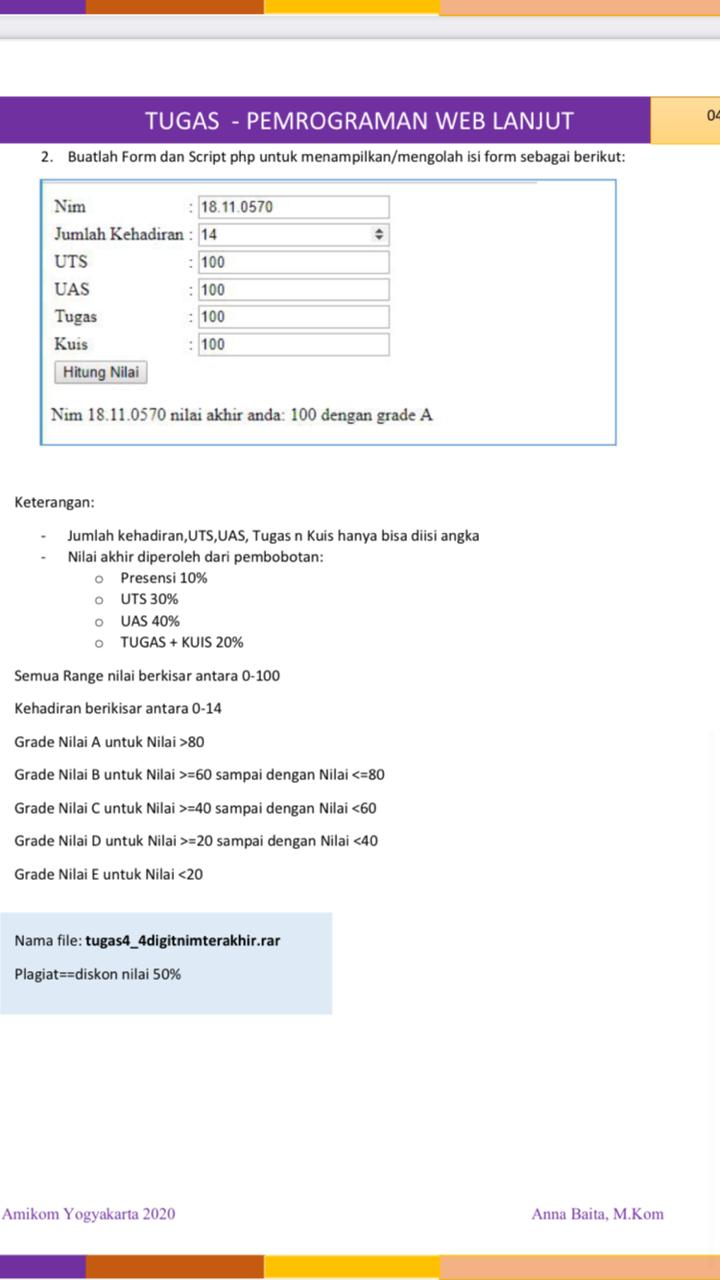 TUGAS - PEMROGRAMAN WEB LANJUT
04
2. Buatlah Form dan Script php untuk menampilkan/mengolah isi form sebagai berikut:
Nim : 18.11.0570
Jumlah Kehadiran : 14
UTS : 100
UAS : 100
Tugas : 100
Kuis : 100
Hitung Nilai
Nim 18.11.0570 nilai akhir anda: 100 dengan grade A
Keterangan:
- Jumlah kehadiran,UTS,UAS, Tugas n Kuis hanya bisa diisi angka
- Nilai akhir diperoleh dari pembobotan:
o Presensi 10%
o UTS 30%
o UAS 40%
o TUGAS + KUIS 20%
Semua Range nilai berkisar antara 0-100
Kehadiran berikisar antara 0-14
Grade Nilai A untuk Nilai >80
Grade Nilai B untuk Nilai >=60 sampai dengan Nilai <=80
Grade Nilai C untuk Nilai >=40 sampai dengan Nilai <60
Grade Nilai D untuk Nilai >=20 sampai dengan Nilai <40
Grade Nilai E untuk Nilai <20
Nama file: tugas4_4digitnimterakhir.rar
Plagiat==diskon nilai 50%
Amikom Yogyakarta 2020
Anna Baita, M.Kom